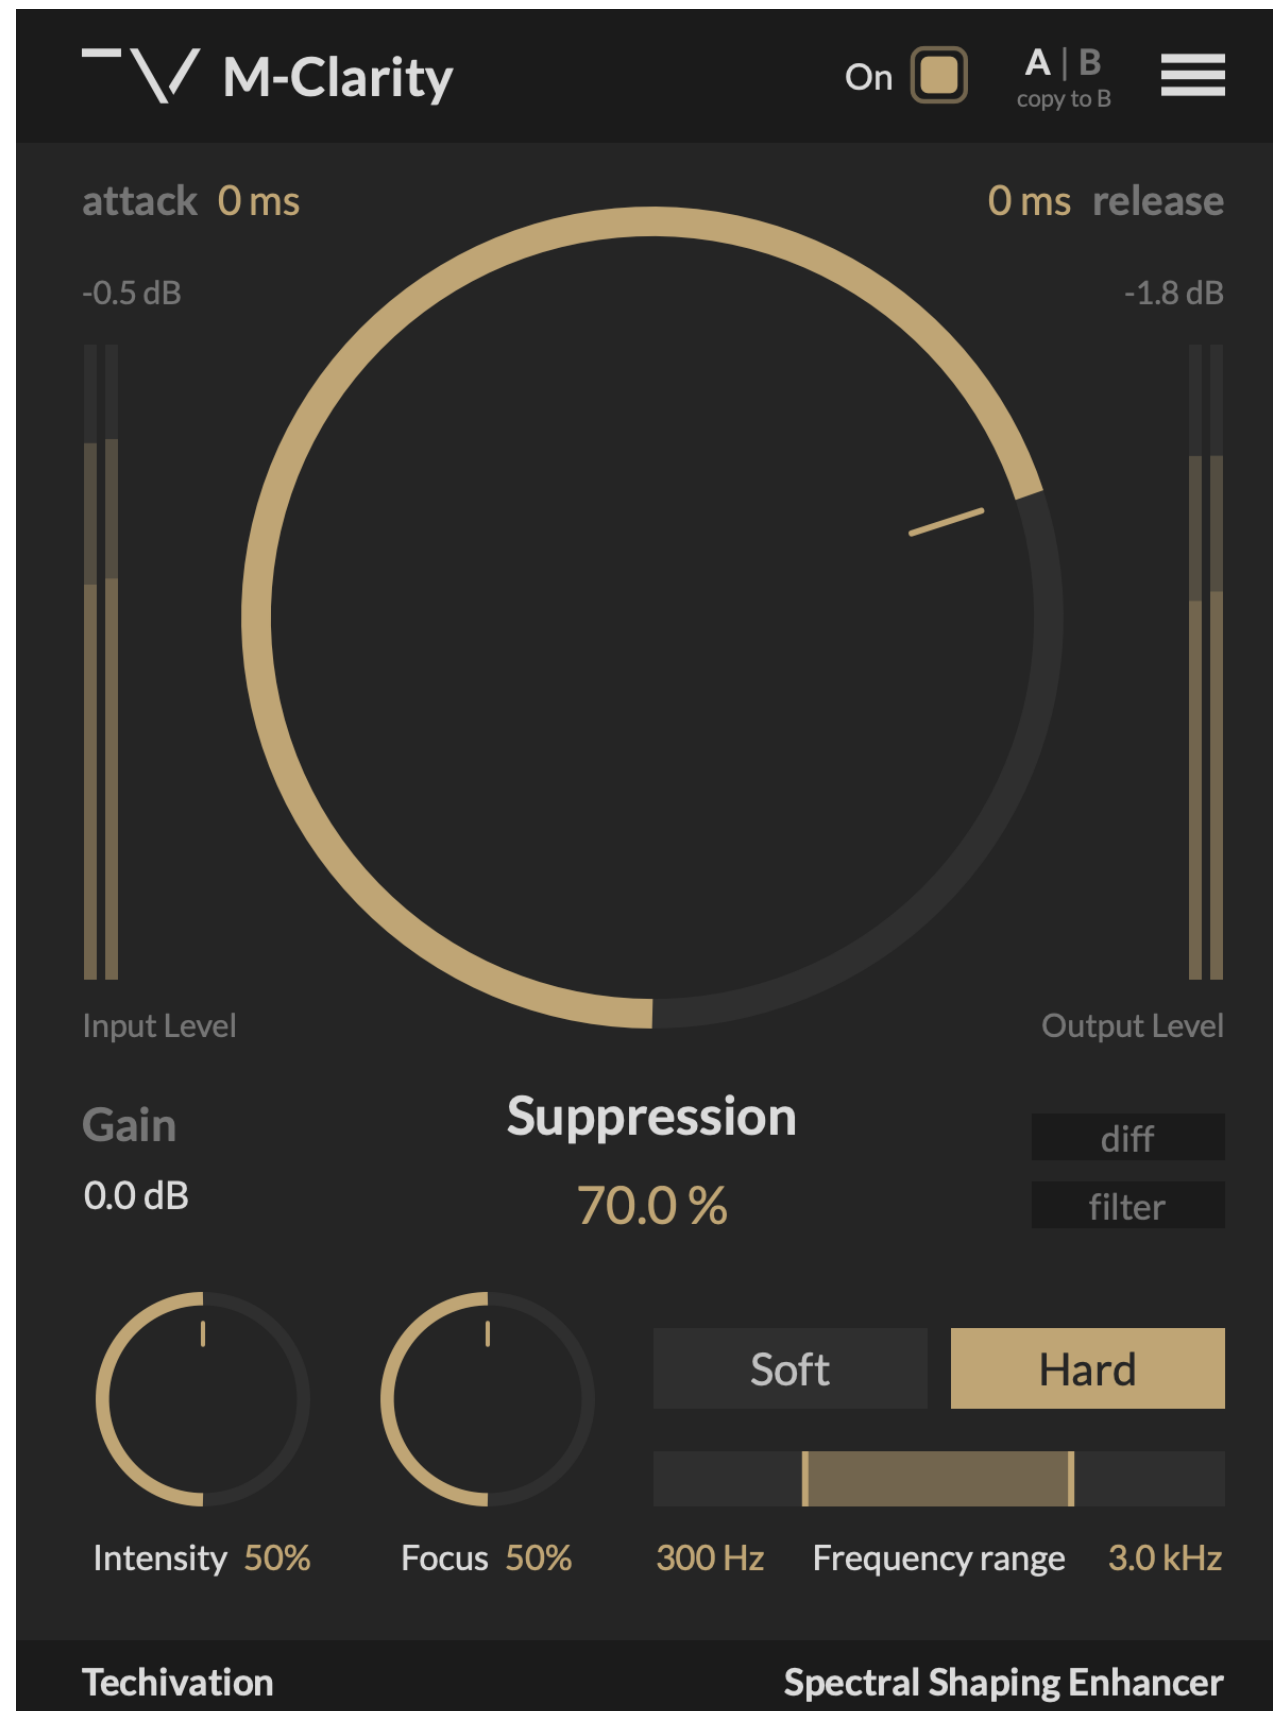 M-Clarity
On
A | B
copy to B
attack 0 ms
0 ms release
-0.5 dB
-1.8 dB
Input Level
Output Level
Gain
0.0 dB
Suppression
70.0 %
diff
filter
Soft
Hard
Intensity 50%
Focus 50%
300 Hz Frequency range 3.0 kHz
Techivation
Spectral Shaping Enhancer